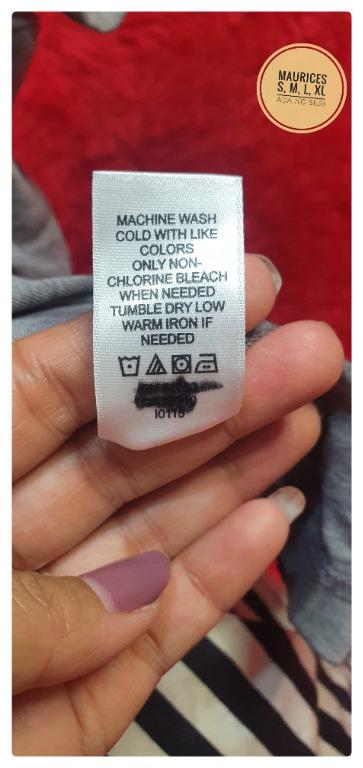 MAURICES
S, M, L, XL
ADA NO SERI
MACHINE WASH
COLD WITH LIKE
COLORS
ONLY NON-
CHLORINE BLEACH
WHEN NEEDED
TUMBLE DRY LOW
WARM IRON IF
NEEDED
I0115